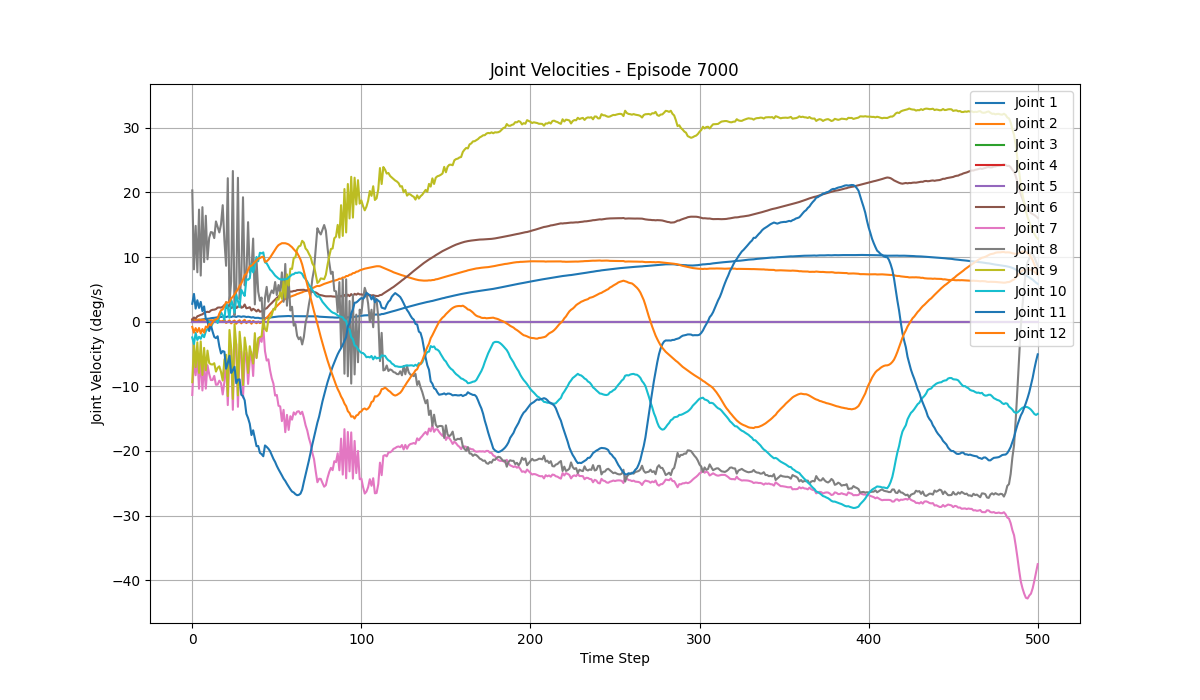 Joint Velocities - Episode 7000
Joint Velocity (deg/s)
30
20
10
0
−10
−20
−30
−40
0 100 200 300 400 500
Time Step
Joint 1
Joint 2
Joint 3
Joint 4
Joint 5
Joint 6
Joint 7
Joint 8
Joint 9
Joint 10
Joint 11
Joint 12